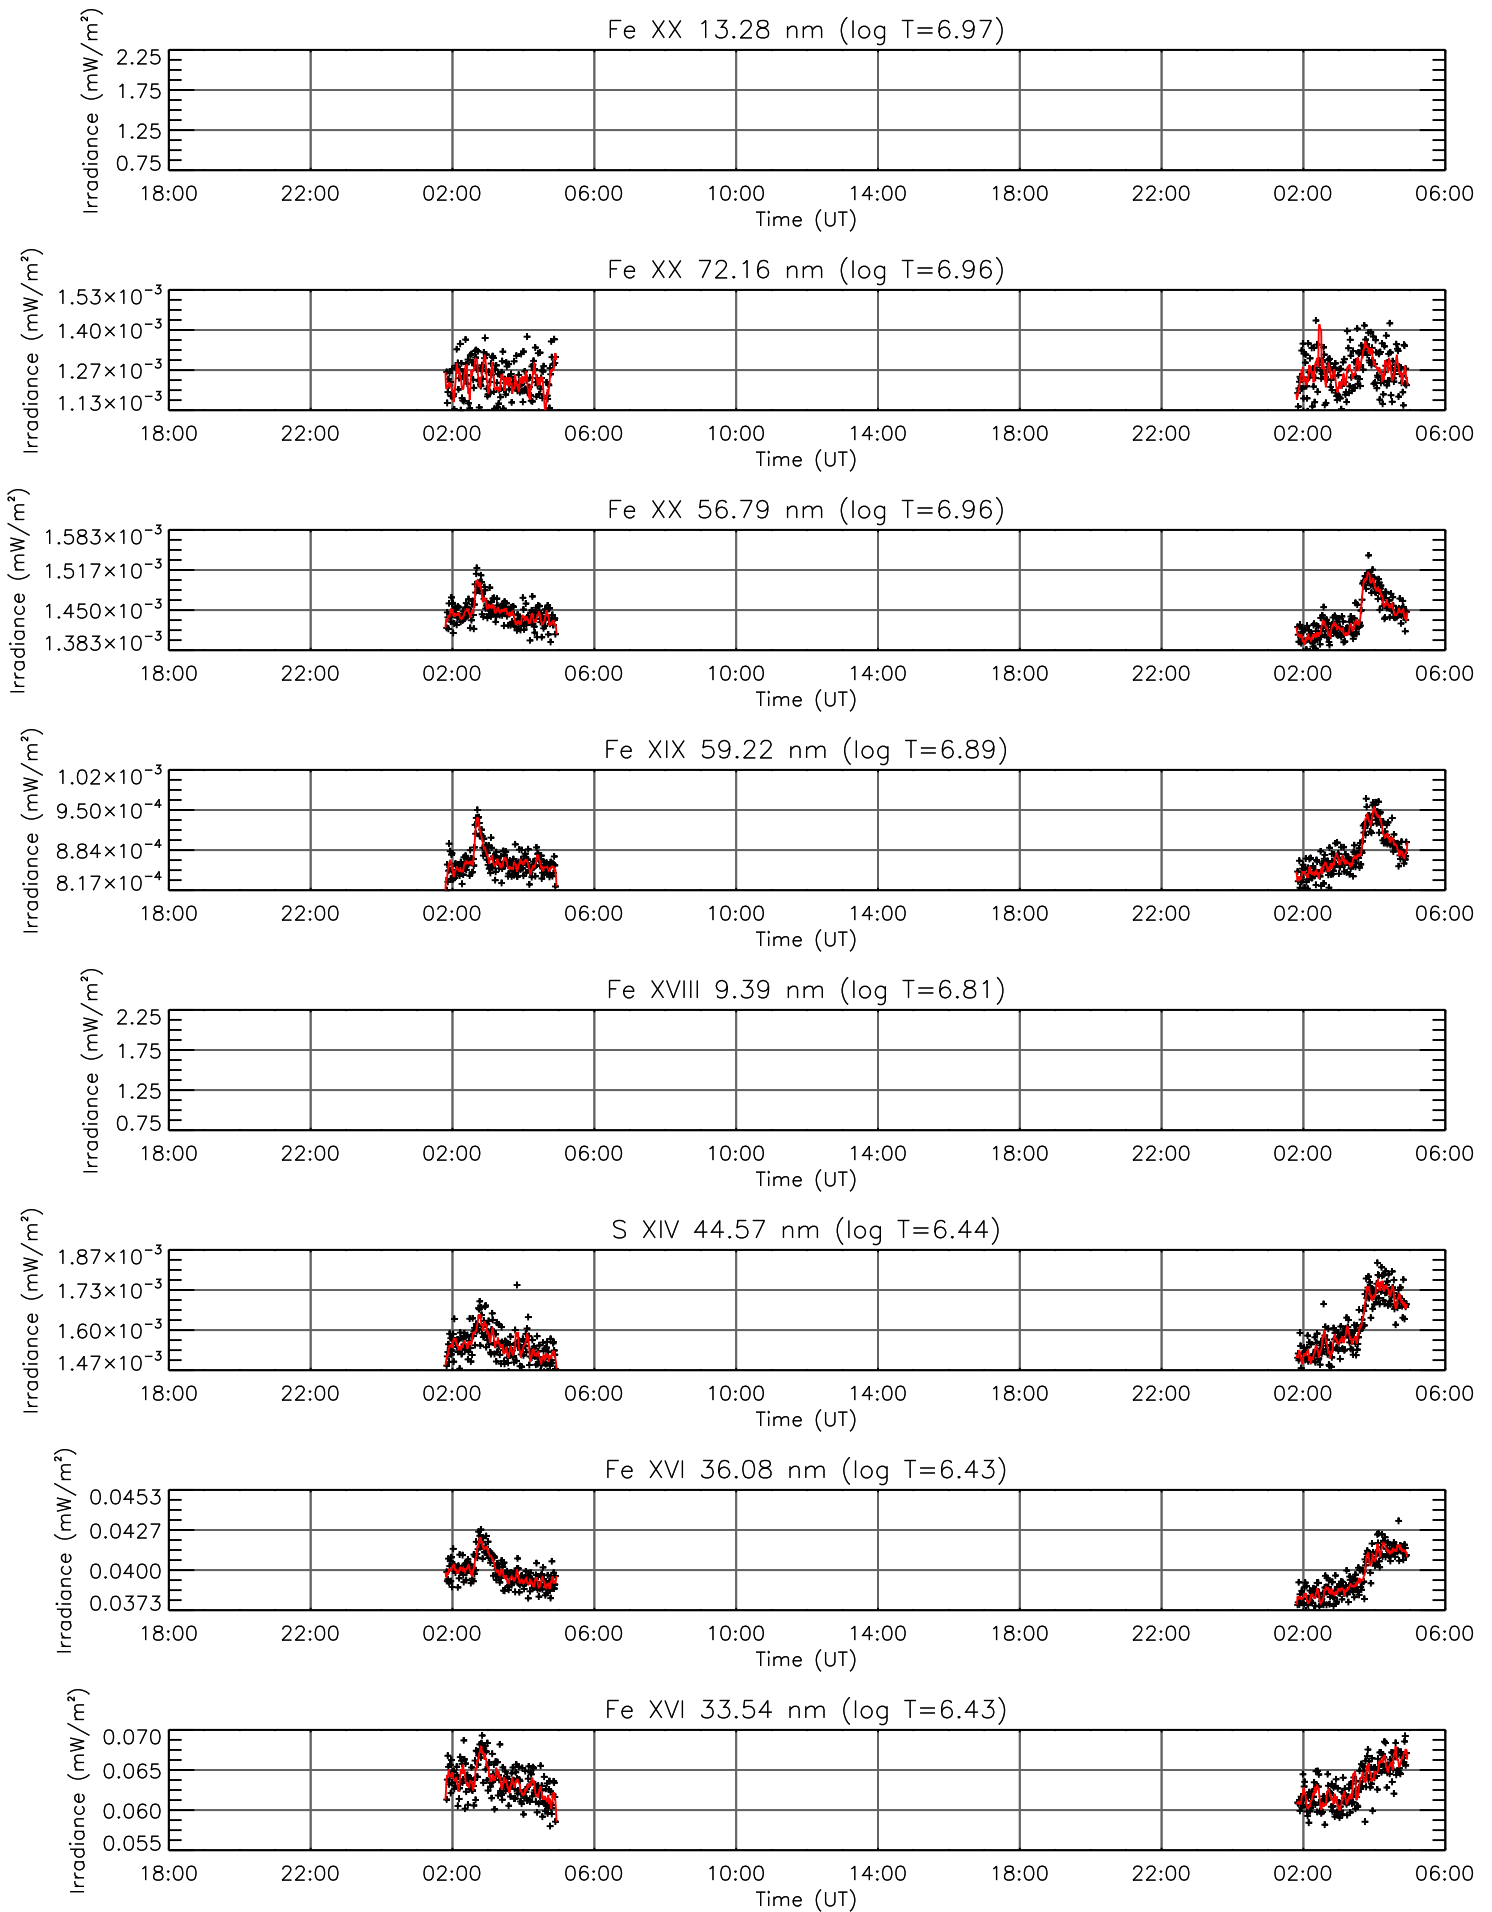 Fe XX 13.28 nm (log T=6.97)
Irradiance (mW/m²)
2.25
1.75
1.25
0.75
18:00 22:00 02:00 06:00 10:00 14:00 18:00 22:00 02:00 06:00
Time (UT)
Fe XX 72.16 nm (log T=6.96)
Irradiance (mW/m²)
1.53×10⁻³
1.40×10⁻³
1.27×10⁻³
1.13×10⁻³
18:00 22:00 02:00 06:00 10:00 14:00 18:00 22:00 02:00 06:00
Time (UT)
Fe XX 56.79 nm (log T=6.96)
Irradiance (mW/m²)
1.583×10⁻³
1.517×10⁻³
1.450×10⁻³
1.383×10⁻³
18:00 22:00 02:00 06:00 10:00 14:00 18:00 22:00 02:00 06:00
Time (UT)
Fe XIX 59.22 nm (log T=6.89)
Irradiance (mW/m²)
1.02×10⁻³
9.50×10⁻⁴
8.84×10⁻⁴
8.17×10⁻⁴
18:00 22:00 02:00 06:00 10:00 14:00 18:00 22:00 02:00 06:00
Time (UT)
Fe XVIII 9.39 nm (log T=6.81)
Irradiance (mW/m²)
2.25
1.75
1.25
0.75
18:00 22:00 02:00 06:00 10:00 14:00 18:00 22:00 02:00 06:00
Time (UT)
S XIV 44.57 nm (log T=6.44)
Irradiance (mW/m²)
1.87×10⁻³
1.73×10⁻³
1.60×10⁻³
1.47×10⁻³
18:00 22:00 02:00 06:00 10:00 14:00 18:00 22:00 02:00 06:00
Time (UT)
Fe XVI 36.08 nm (log T=6.43)
Irradiance (mW/m²)
0.0453
0.0427
0.0400
0.0373
18:00 22:00 02:00 06:00 10:00 14:00 18:00 22:00 02:00 06:00
Time (UT)
Fe XVI 33.54 nm (log T=6.43)
Irradiance (mW/m²)
0.070
0.065
0.060
0.055
18:00 22:00 02:00 06:00 10:00 14:00 18:00 22:00 02:00 06:00
Time (UT)